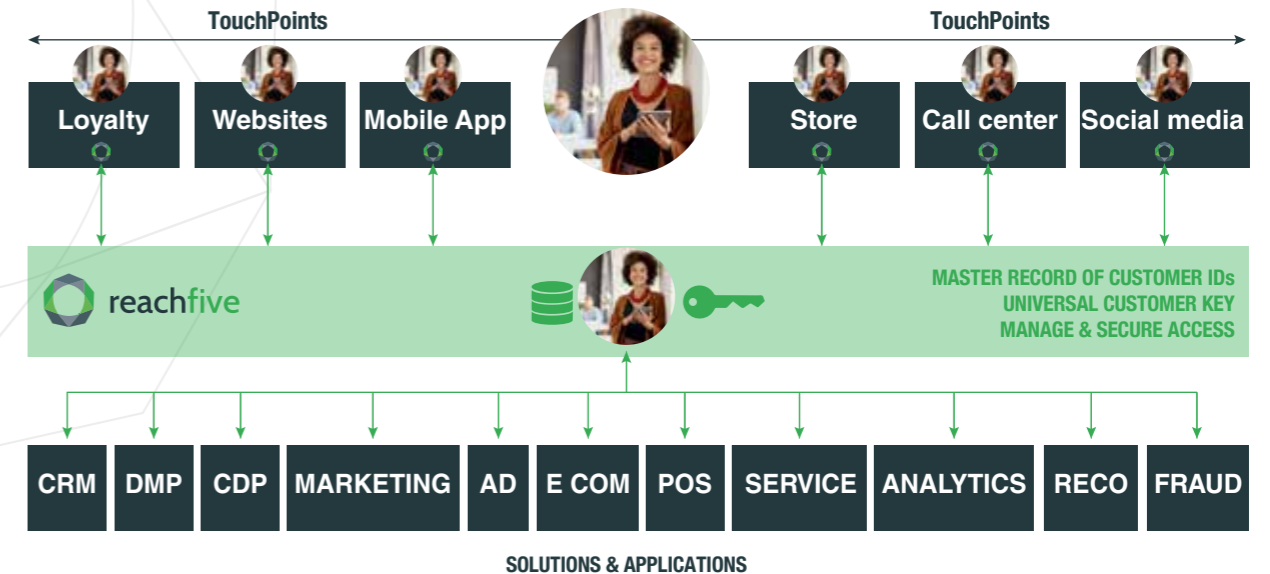 TouchPoints
TouchPoints
Loyalty
Websites
Mobile App
Store
Call center
Social media
reachfive
MASTER RECORD OF CUSTOMER IDs
UNIVERSAL CUSTOMER KEY
MANAGE & SECURE ACCESS
CRM
DMP
CDP
MARKETING
AD
E COM
POS
SERVICE
ANALYTICS
RECO
FRAUD
SOLUTIONS & APPLICATIONS